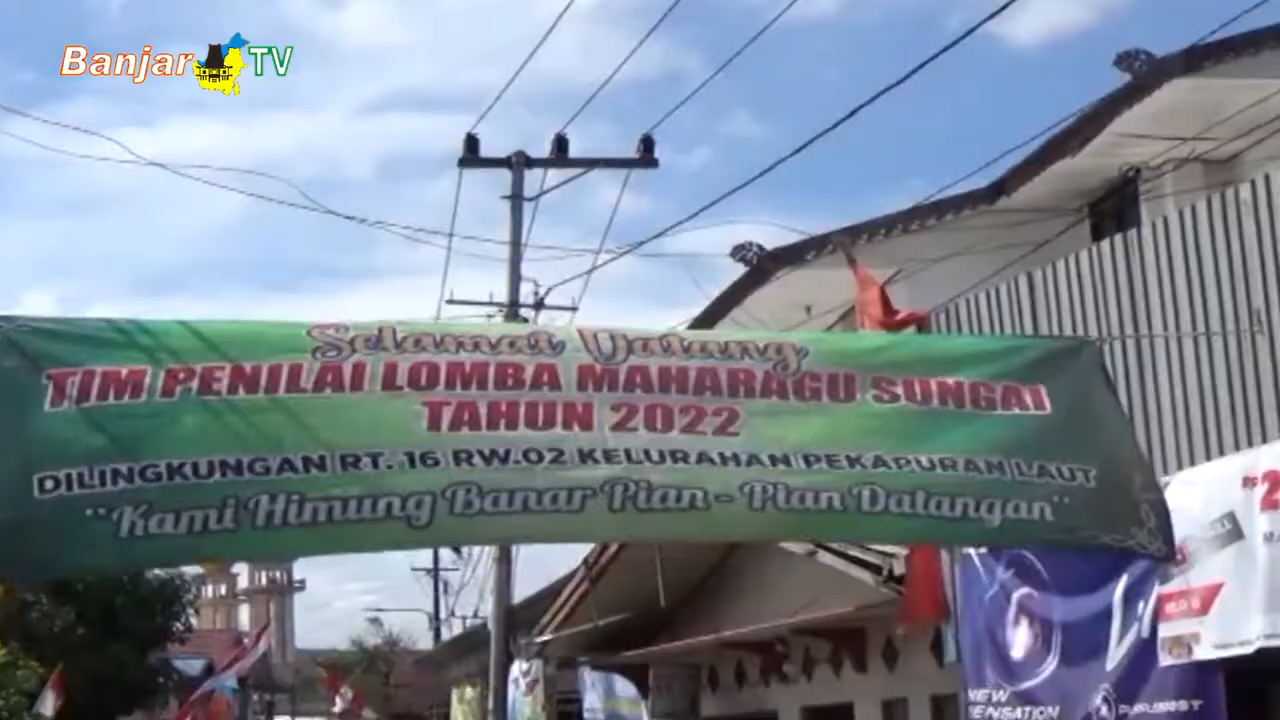 Banjar TV
Selamat Datang
TIM PENILAI LOMBA MAHARAGU SUNGAI
TAHUN 2022
DILINGKUNGAN RT. 16 RW.02 KELURAHAN PEKAPURAN LAUT
"Kami Himung Banar Pian - Pian Datangan"
Rp
NEW